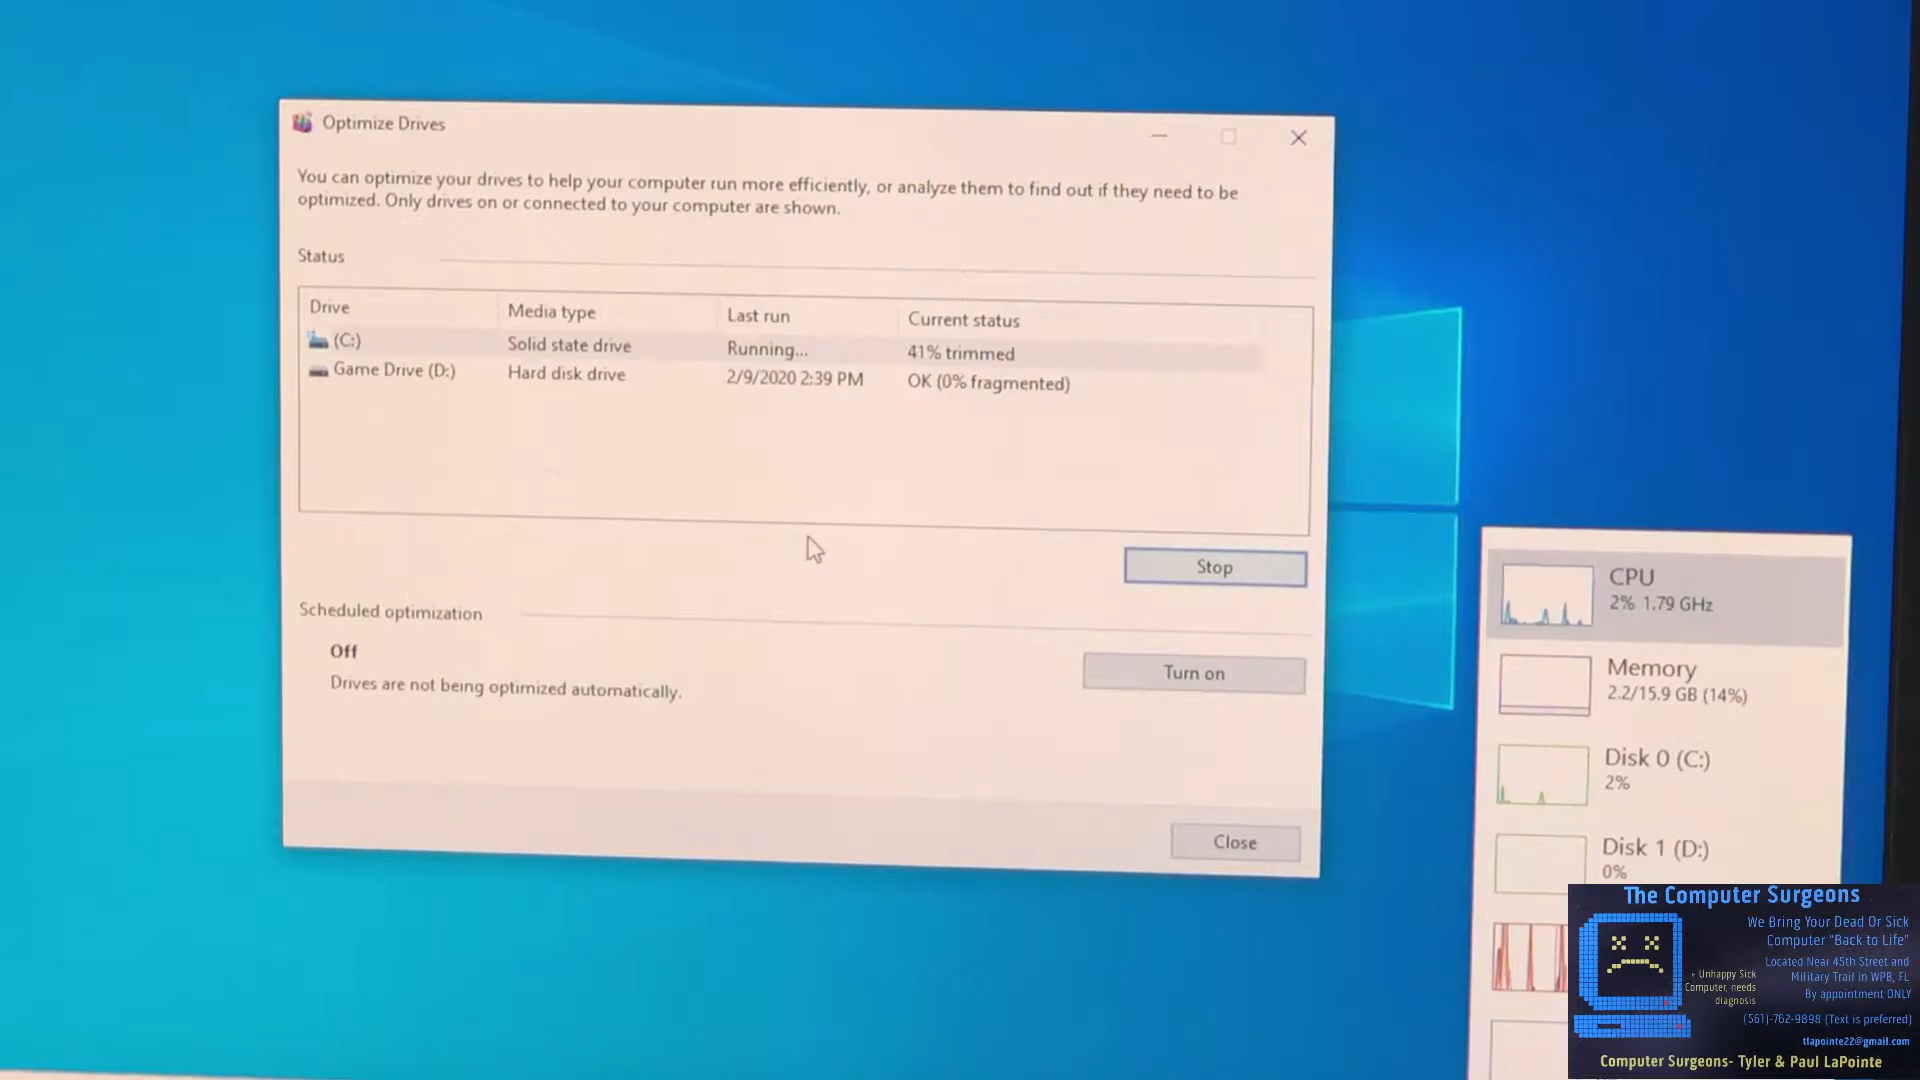 Optimize Drives
You can optimize your drives to help your computer run more efficiently, or analyze them to find out if they need to be
optimized. Only drives on or connected to your computer are shown.
Status
Drive Media type Last run Current status
(C:) Solid state drive Running... 41% trimmed
Game Drive (D:) Hard disk drive 2/9/2020 2:39 PM OK (0% fragmented)
Stop
Scheduled optimization
Off
Drives are not being optimized automatically.
Turn on
Close
CPU
2% 1.79 GHz
Memory
2.2/15.9 GB (14%)
Disk 0 (C:)
2%
Disk 1 (D:)
0%
The Computer Surgeons
We Bring Your Dead Or Sick
Computer "Back to Life"
Located Near 45th Street and
Military Trail in WPB, FL
By appointment ONLY
- Unhappy Sick
Computer, needs
diagnosis
(561)-762-9898 (Text is preferred)
tlapointe22@gmail.com
Computer Surgeons- Tyler & Paul LaPointe